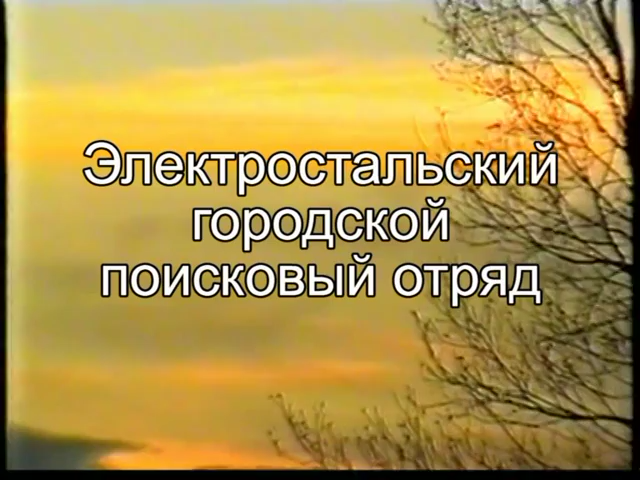 Электростальский
городской
поисковый отряд